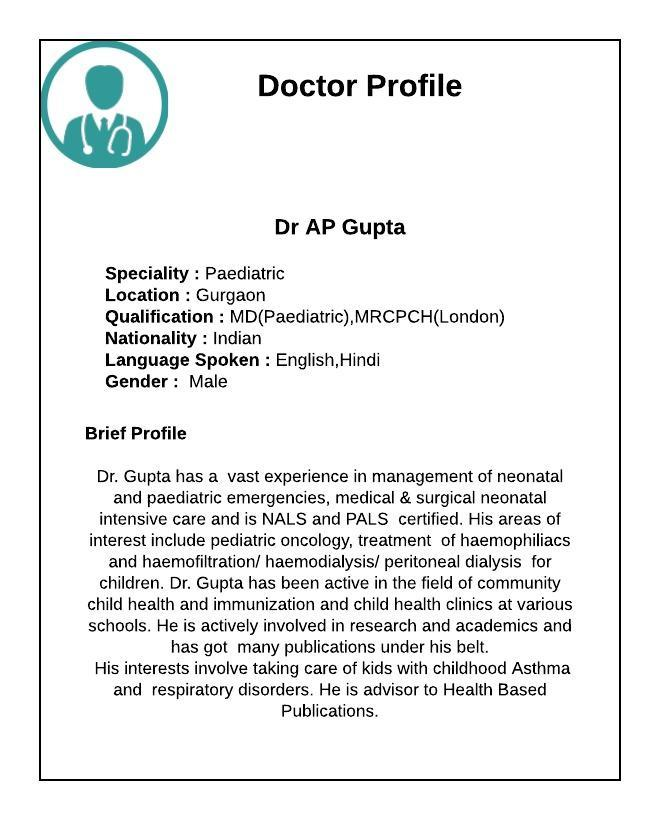 Doctor Profile
Dr AP Gupta
Speciality : Paediatric
Location : Gurgaon
Qualification : MD(Paediatric),MRCPCH(London)
Nationality : Indian
Language Spoken : English,Hindi
Gender :  Male
Brief Profile
Dr. Gupta has a  vast experience in management of neonatal
and paediatric emergencies, medical & surgical neonatal
intensive care and is NALS and PALS  certified. His areas of
interest include pediatric oncology, treatment  of haemophiliacs
and haemofiltration/ haemodialysis/ peritoneal dialysis  for
children. Dr. Gupta has been active in the field of community
child health and immunization and child health clinics at various
schools. He is actively involved in research and academics and
has got  many publications under his belt.
His interests involve taking care of kids with childhood Asthma
and  respiratory disorders. He is advisor to Health Based
Publications.